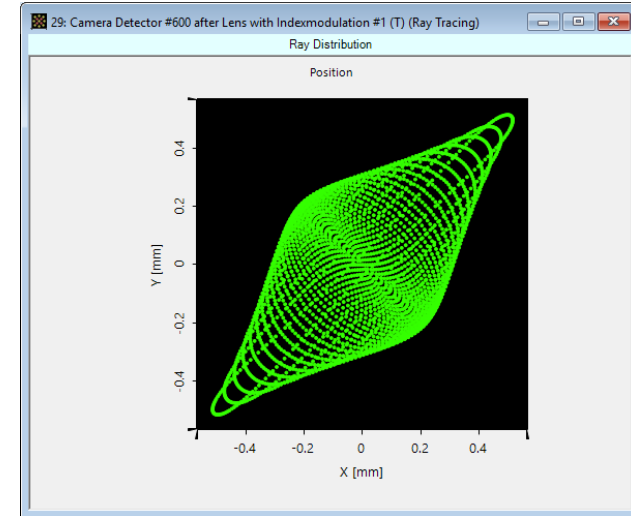 29: Camera Detector #600 after Lens with Indexmodulation #1 (T) (Ray Tracing)
Ray Distribution
Position
0.4
0.2
0
-0.2
-0.4
Y [mm]
-0.4 -0.2 0 0.2 0.4
X [mm]